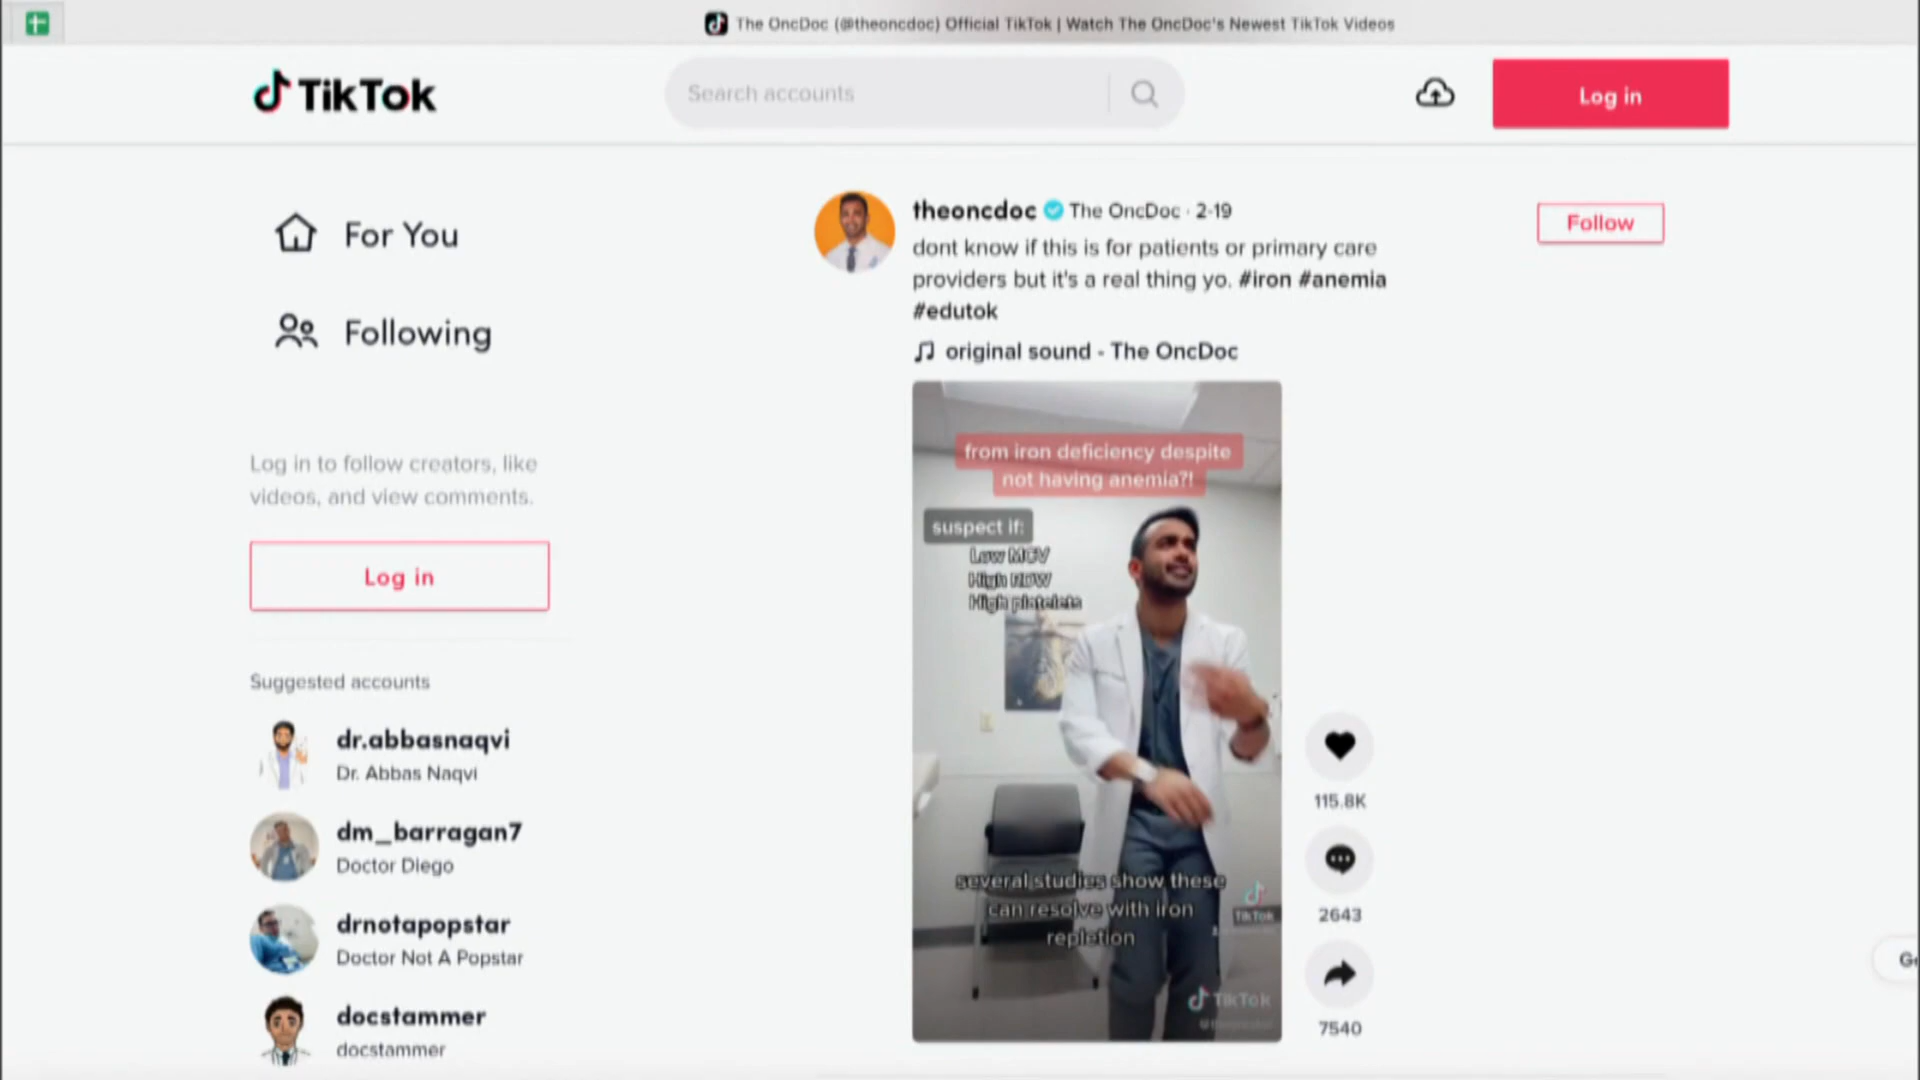 The OncDoc (@theoncdoc) Official TikTok | Watch The OncDoc's Newest TikTok Videos
TikTok
Search accounts
Log in
For You
Following
Log in to follow creators, like
videos, and view comments.
Log in
Suggested accounts
dr.abbasnaqvi
Dr. Abbas Naqvi
dm_barragan7
Doctor Diego
drnotapopstar
Doctor Not A Popstar
docstammer
docstammer
theoncdoc The OncDoc · 2-19
Follow
dont know if this is for patients or primary care
providers but it's a real thing yo. #iron #anemia
#edutok
original sound - The OncDoc
from iron deficiency despite
not having anemia?!
suspect if:
Low MCV
High RDW
High platelets
several studies show these
can resolve with iron
repletion
TikTok
TikTok
115.8K
2643
7540